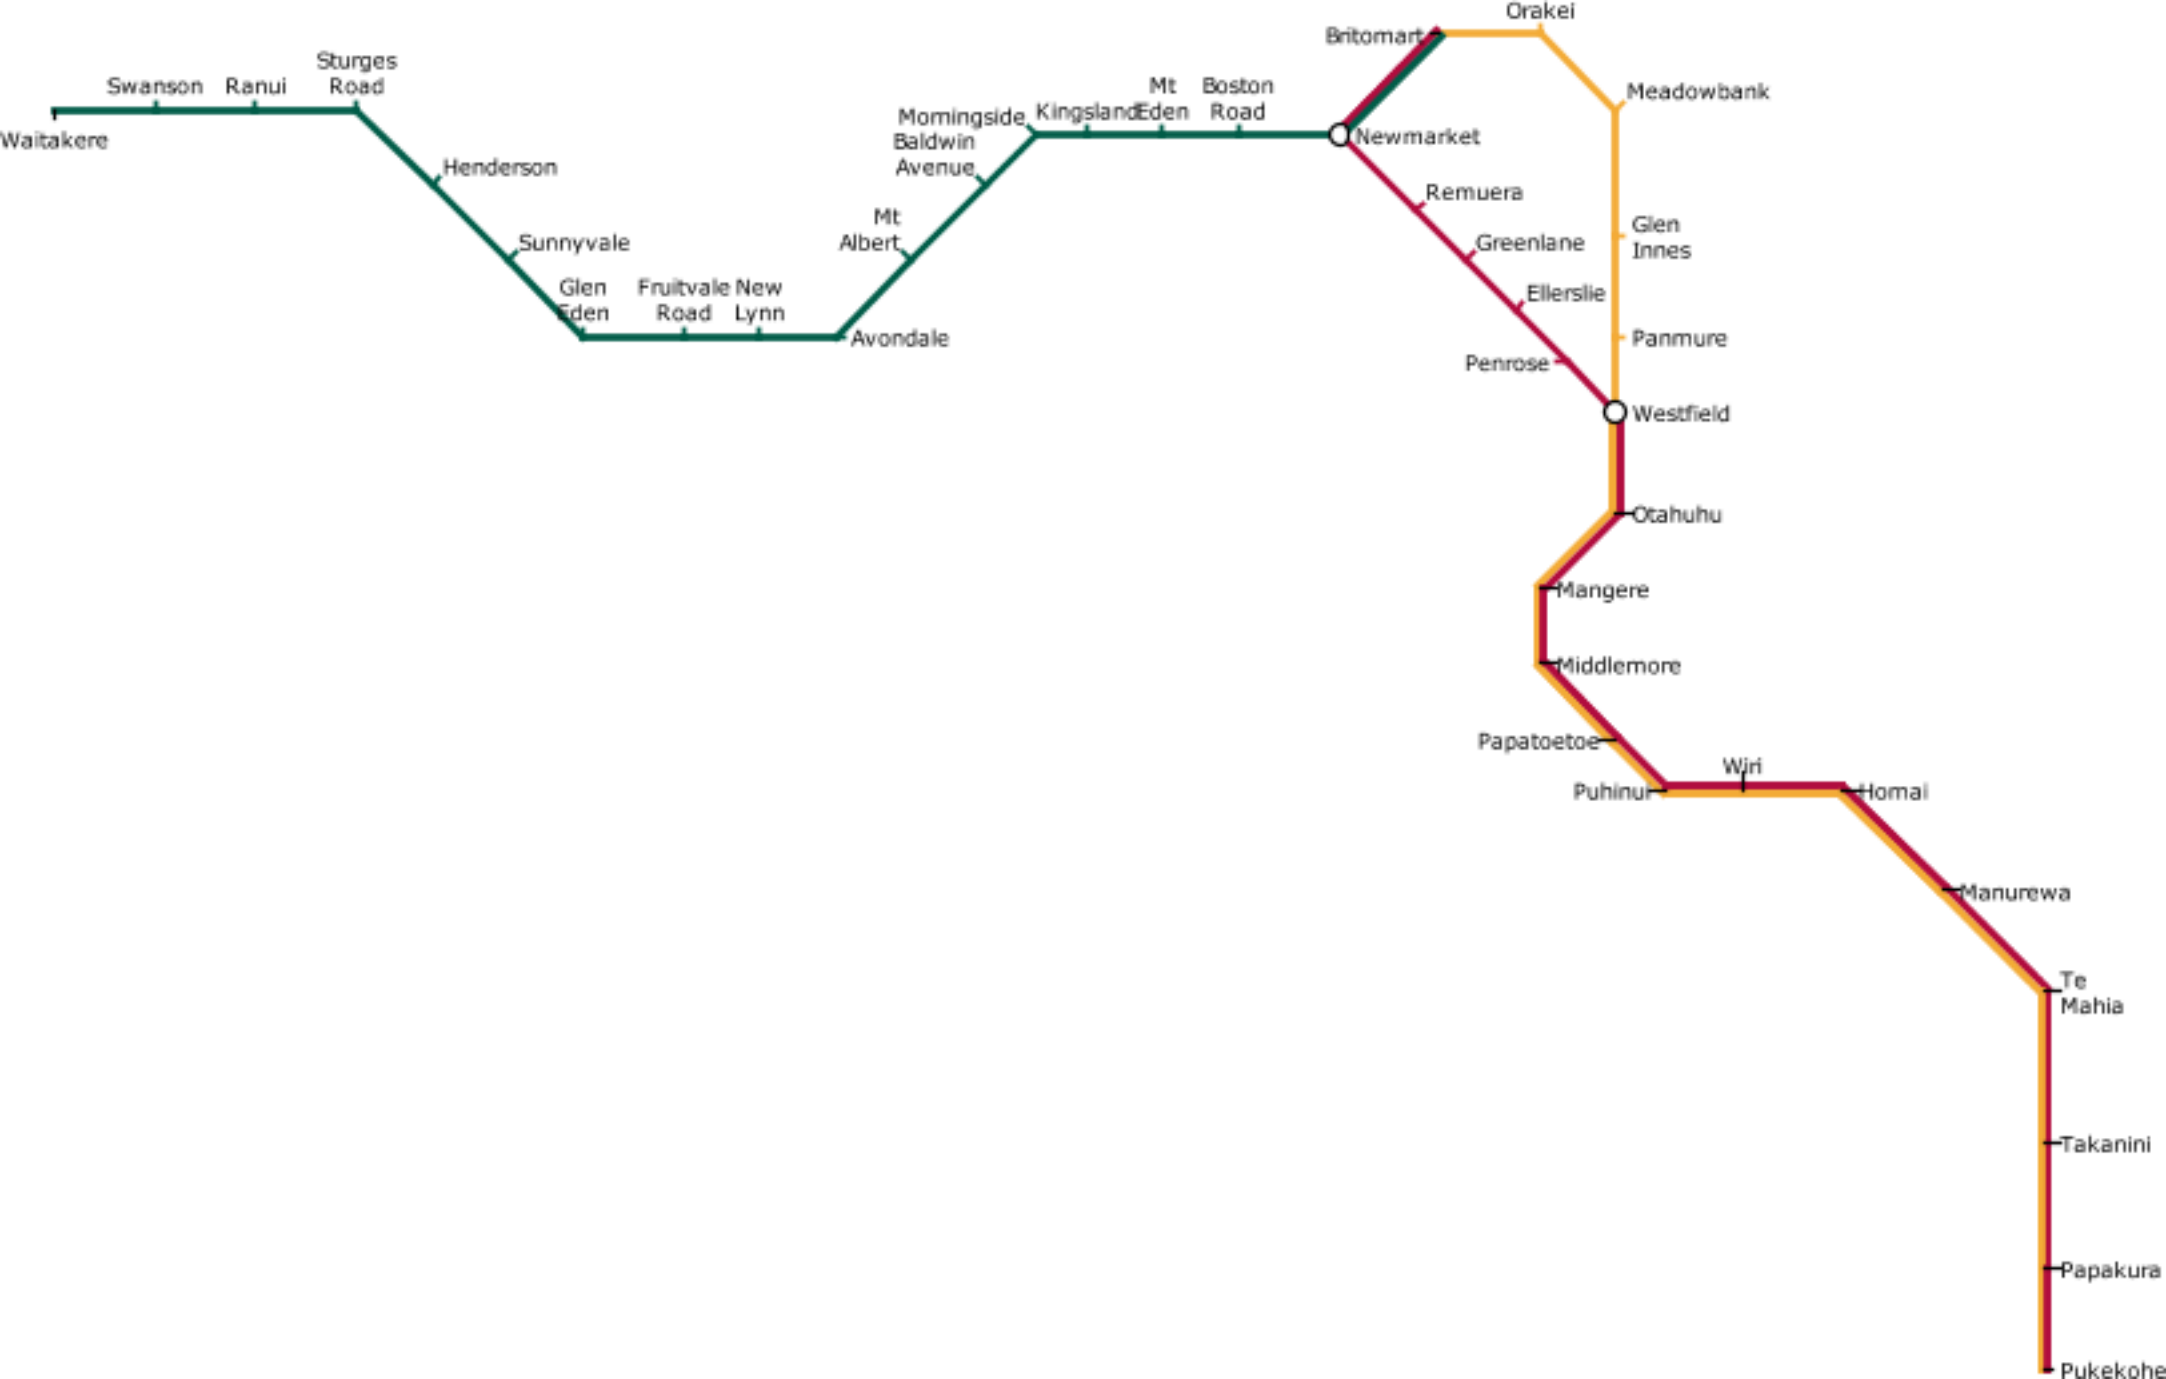 Orakei
Britomart
Sturges
Road
Swanson
Ranui
Mt
Eden
Boston
Road
Meadowbank
Morningside
Kingsland
Waitakere
Newmarket
Baldwin
Avenue
Henderson
Remuera
Mt
Albert
Glen
Innes
Sunnyvale
Greenlane
Glen
Eden
Fruitvale
Road
New
Lynn
Ellerslie
Avondale
Panmure
Penrose
Westfield
Otahuhu
Mangere
Middlemore
Papatoetoe
Wiri
Puhinui
Homai
Manurewa
Te
Mahia
Takanini
Papakura
Pukekohe